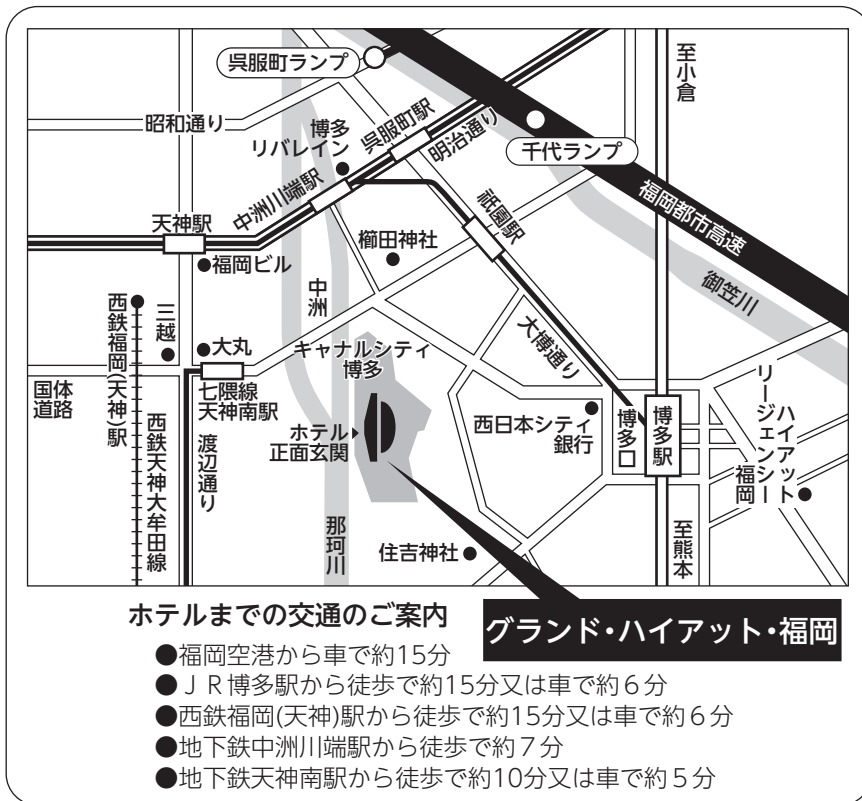 呉服町ランプ
至小倉
昭和通り
博多
リバレイン
呉服町駅
明治通り
千代ランプ
中洲川端駅
祇園駅
福岡都市高速
天神駅
櫛田神社
福岡ビル
御笠川
中洲
西鉄福岡(天神)駅
三越
大丸
キャナルシティ
博多
大博通り
国体
道路
七隈線
天神南駅
西日本シティ
銀行
博多口
博多駅
ハイアット
リージェンシー
福岡
ホテル
正面玄関
西鉄天神大牟田線
渡辺通り
那珂川
住吉神社
至熊本
ホテルまでの交通のご案内
グランド・ハイアット・福岡
●福岡空港から車で約15分
●ＪＲ博多駅から徒歩で約15分又は車で約６分
●西鉄福岡(天神)駅から徒歩で約15分又は車で約６分
●地下鉄中洲川端駅から徒歩で約７分
●地下鉄天神南駅から徒歩で約10分又は車で約５分